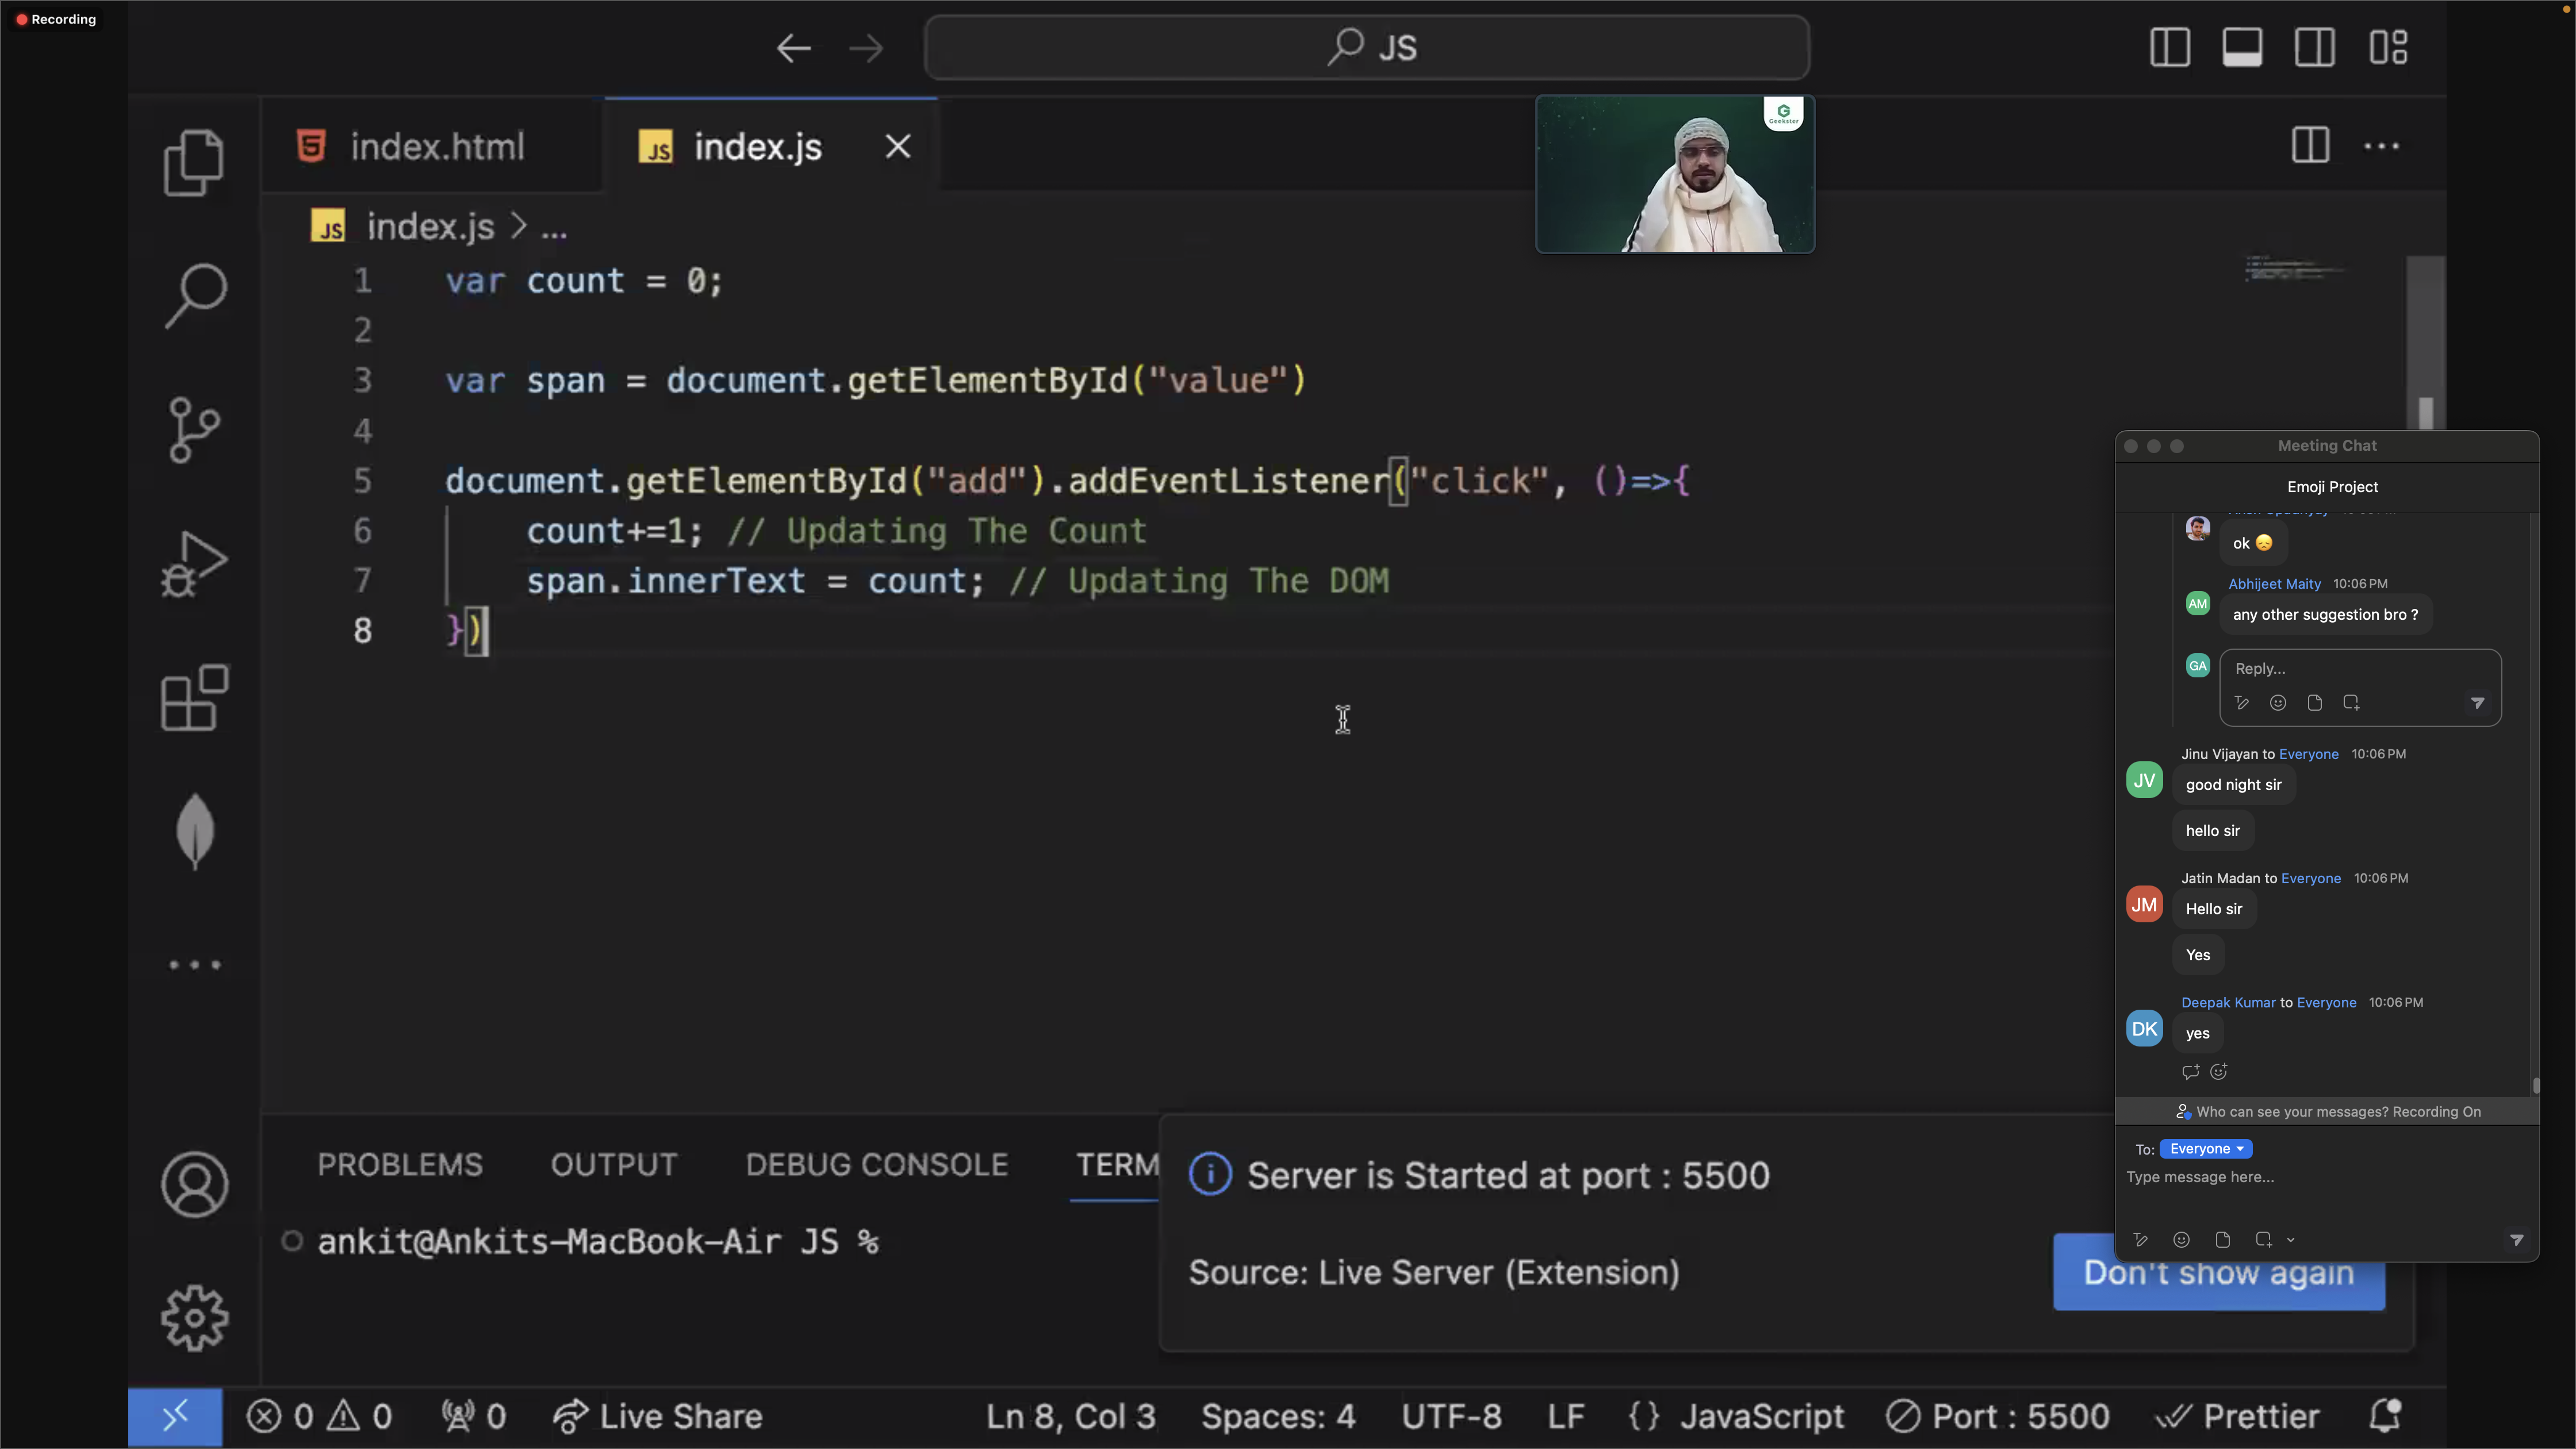 Recording
JS
index.html
JS index.js
Geekster
JS index.js > ...
1 var count = 0;
2
3 var span = document.getElementById("value")
4
5 document.getElementById("add").addEventListener("click", ()=>{
6 count+=1; // Updating The Count
7 span.innerText = count; // Updating The DOM
8 })
Meeting Chat
Emoji Project
ok 😞
Abhijeet Maity 10:06 PM
AM
any other suggestion bro ?
GA
Reply...
Jinu Vijayan to Everyone 10:06 PM
JV
good night sir
hello sir
Jatin Madan to Everyone 10:06 PM
JM
Hello sir
Yes
Deepak Kumar to Everyone 10:06 PM
DK
yes
Who can see your messages? Recording On
To: Everyone
Type message here...
PROBLEMS OUTPUT DEBUG CONSOLE TERM
ankit@Ankits-MacBook-Air JS %
Server is Started at port : 5500
Source: Live Server (Extension)
Don't show again
0 0 0 Live Share Ln 8, Col 3 Spaces: 4 UTF-8 LF {} JavaScript Port : 5500 Prettier